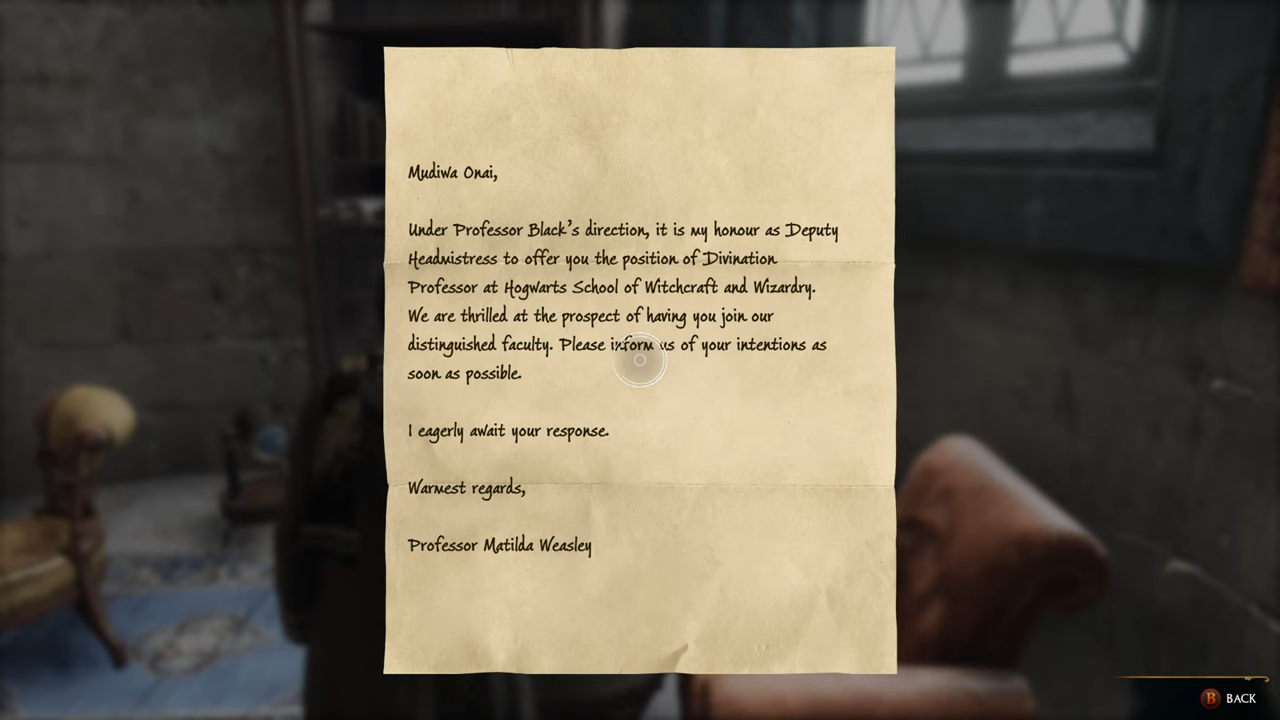 Mudiwa Onai,
Under Professor Black's direction, it is my honour as Deputy
Headmistress to offer you the position of Divination
Professor at Hogwarts School of Witchcraft and Wizardry.
We are thrilled at the prospect of having you join our
distinguished faculty. Please inform us of your intentions as
soon as possible.
I eagerly await your response.
Warmest regards,
Professor Matilda Weasley
B BACK